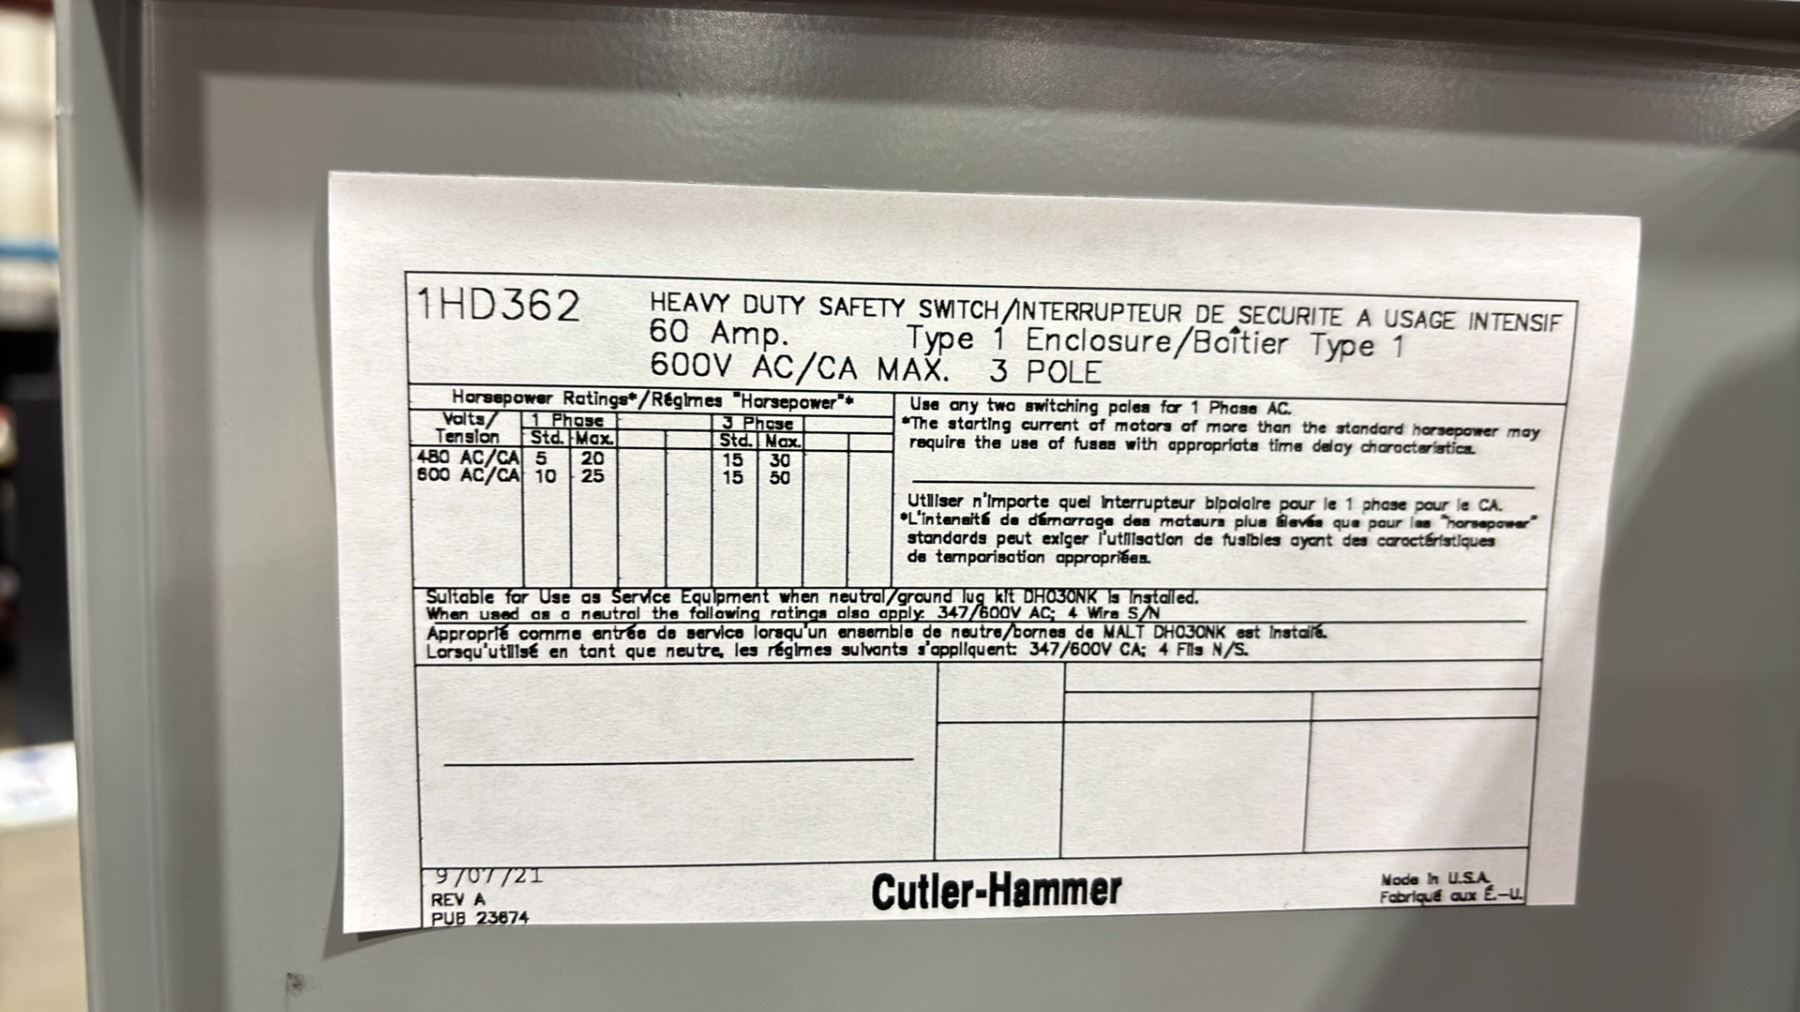 1HD362
HEAVY DUTY SAFETY SWITCH/INTERRUPTEUR DE SECURITE A USAGE INTENSIF
60 Amp. Type 1 Enclosure/Boîtier Type 1
600V AC/CA MAX. 3 POLE
Horsepower Ratings*/Régimes "Horsepower"*
Volts/ 1 Phase 3 Phase
Tension Std. Max. Std. Max.
480 AC/CA 5 20 15 30
600 AC/CA 10 25 15 50
Use any two switching poles for 1 Phase AC.
*The starting current of motors of more than the standard horsepower may
require the use of fuses with appropriate time delay characteristics.
Utiliser n'importe quel interrupteur bipolaire pour le 1 phase pour le CA.
*L'intensité de démarrage des moteurs plus élevés que pour les "horsepower"
standards peut exiger l'utilisation de fusibles ayant des caractéristiques
de temporisation appropriées.
Suitable for Use as Service Equipment when neutral/ground lug kit DH030NK is installed.
When used as a neutral the following ratings also apply: 347/600V AC; 4 Wire S/N
Approprié comme entrée de service lorsqu'un ensemble de neutre/bornes de MALT DH030NK est installé.
Lorsqu'utilisé en tant que neutre, les régimes suivants s'appliquent: 347/600V CA; 4 Fils N/S.
9/07/21
REV A
PUB 23674
Cutler-Hammer
Made in U.S.A.
Fabriqué aux É.-U.